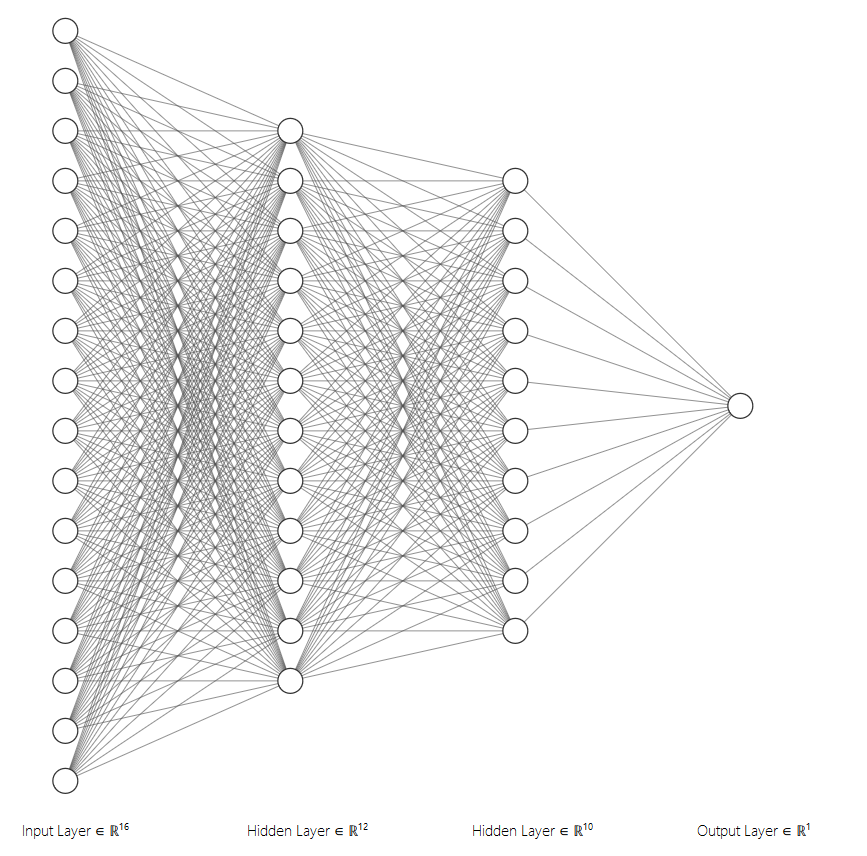 Input Layer ∈ ℝ¹⁶
Hidden Layer ∈ ℝ¹²
Hidden Layer ∈ ℝ¹⁰
Output Layer ∈ ℝ¹